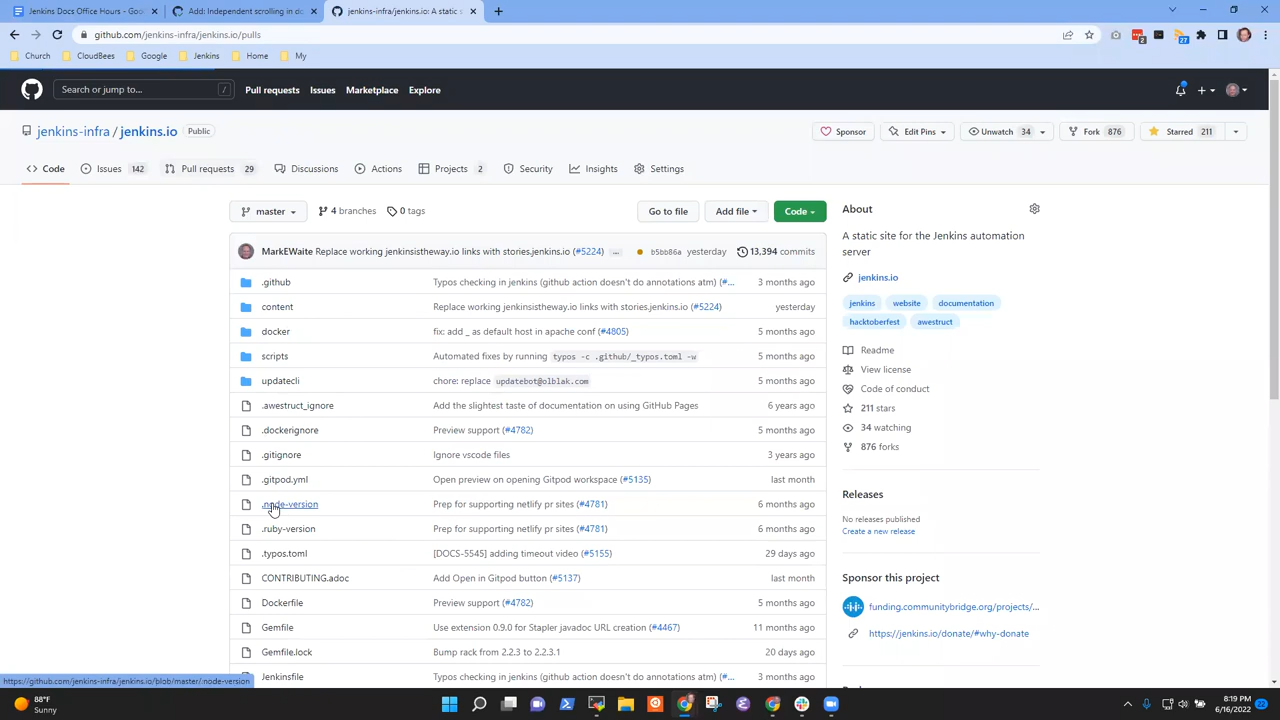 Jenkins Docs Office Hours - Goog
Add: Independent scrolling in do
jenkins-infra/jenkins.io: A static s
github.com/jenkins-infra/jenkins.io/pulls
2
27
Church CloudBees Google Jenkins Home My
Search or jump to... /
Pull requests Issues Marketplace Explore
jenkins-infra / jenkins.io Public
Sponsor Edit Pins Unwatch 34 Fork 876 Starred 211
Code Issues 142 Pull requests 29 Discussions Actions Projects 2 Security Insights Settings
master 4 branches 0 tags Go to file Add file Code
MarkEWaite Replace working jenkinsistheway.io links with stories.jenkins.io (#5224) ... b5bb86a yesterday 13,394 commits
.github Typos checking in jenkins (github action doesn't do annotations atm) (#... 3 months ago
content Replace working jenkinsistheway.io links with stories.jenkins.io (#5224) yesterday
docker fix: add _ as default host in apache conf (#4805) 5 months ago
scripts Automated fixes by running typos -c .github/_typos.toml -w 5 months ago
updatecli chore: replace updatebot@olblak.com 5 months ago
.awestruct_ignore Add the slightest taste of documentation on using GitHub Pages 6 years ago
.dockerignore Preview support (#4782) 5 months ago
.gitignore Ignore vscode files 3 years ago
.gitpod.yml Open preview on opening Gitpod workspace (#5135) last month
.node-version Prep for supporting netlify pr sites (#4781) 6 months ago
.ruby-version Prep for supporting netlify pr sites (#4781) 6 months ago
.typos.toml [DOCS-5545] adding timeout video (#5155) 29 days ago
CONTRIBUTING.adoc Add Open in Gitpod button (#5137) last month
Dockerfile Preview support (#4782) 5 months ago
Gemfile Use extension 0.9.0 for Stapler javadoc URL creation (#4467) 11 months ago
Gemfile.lock Bump rack from 2.2.3 to 2.2.3.1 20 days ago
Jenkinsfile Typos checking in jenkins (github action doesn't do annotations atm) (#... 3 months ago
About
A static site for the Jenkins automation
server
jenkins.io
jenkins website documentation
hacktoberfest awestruct
Readme
View license
Code of conduct
211 stars
34 watching
876 forks
Releases
No releases published
Create a new release
Sponsor this project
funding.communitybridge.org/projects/...
https://jenkins.io/donate/#why-donate
https://github.com/jenkins-infra/jenkins.io/blob/master/.node-version
88°F
Sunny
8:19 PM
6/16/2022